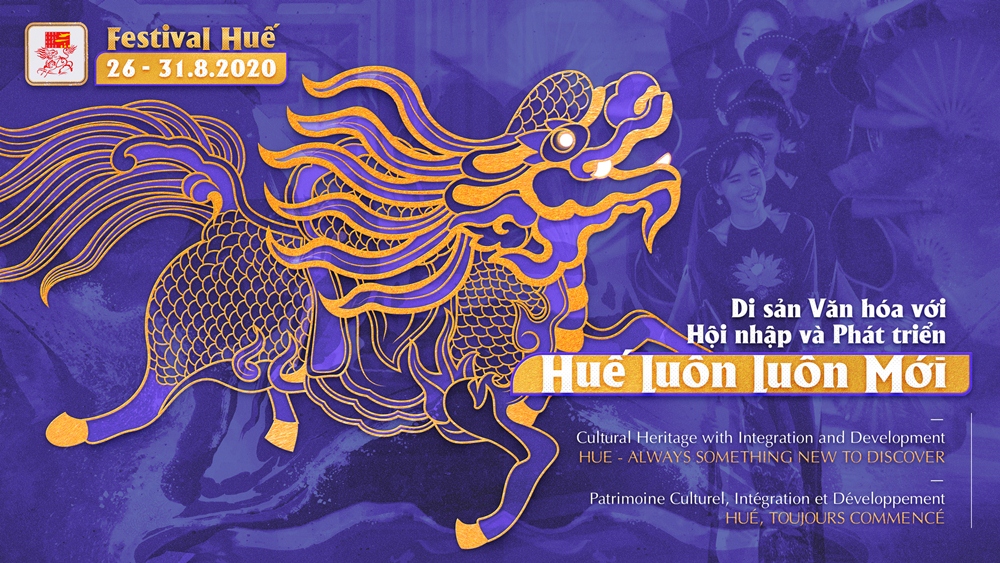 Festival Huế
26 - 31.8.2020
Di sản Văn hóa với
Hội nhập và Phát triển
Huế luôn luôn Mới
Cultural Heritage with Integration and Development
HUE - ALWAYS SOMETHING NEW TO DISCOVER
Patrimoine Culturel, Intégration et Développement
HUÉ, TOUJOURS COMMENCÉ